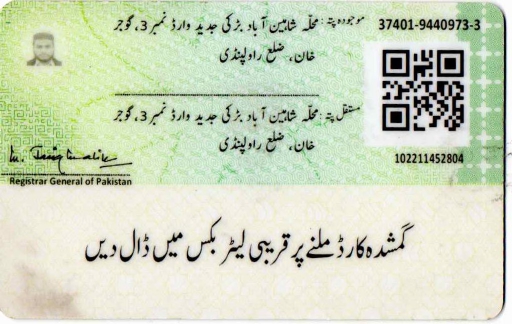 موجودہ پتہ: محلہ شاہین آباد بڑکی جدید وارڈ نمبر 3، گوجر
خان، ضلع راولپنڈی
37401-9440973-3
مستقل پتہ: محلہ شاہین آباد بڑکی جدید وارڈ نمبر 3، گوجر
خان، ضلع راولپنڈی
102211452804
Registrar General of Pakistan
گمشدہ کارڈ ملنے پر قریبی لیٹر بکس میں ڈال دیں